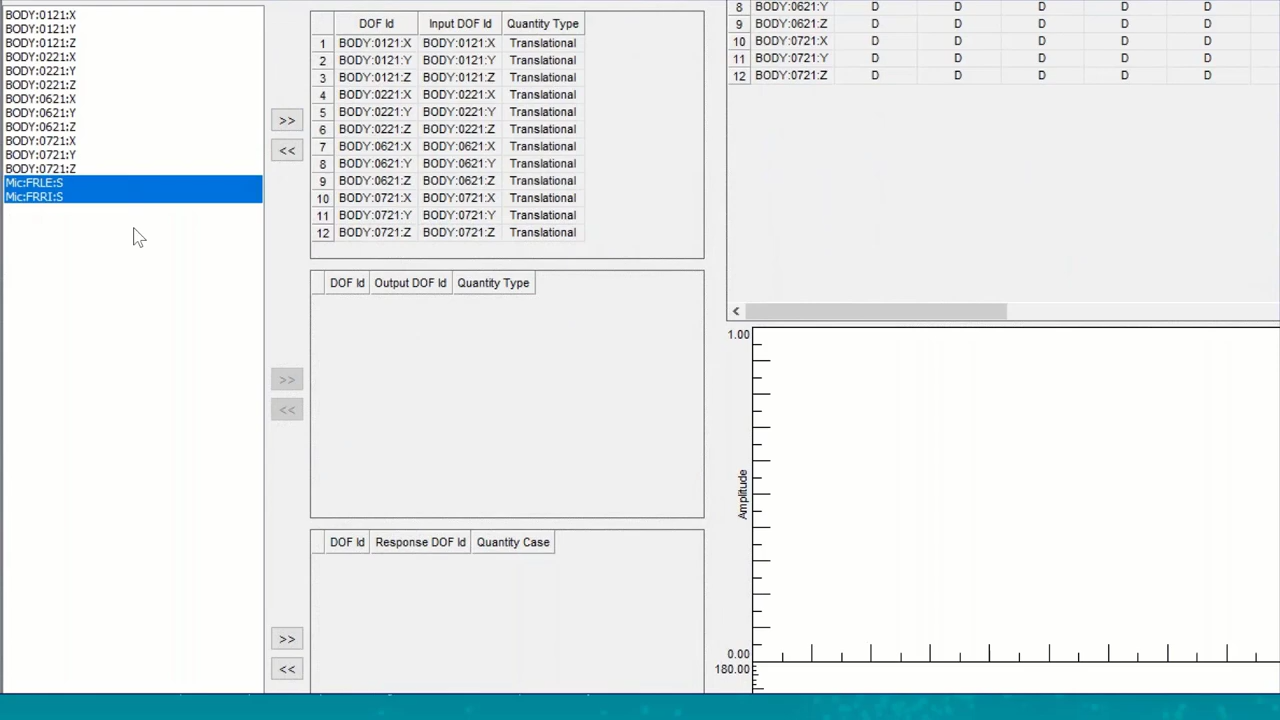 BODY:0121:X
BODY:0121:Y
BODY:0121:Z
BODY:0221:X
BODY:0221:Y
BODY:0221:Z
BODY:0621:X
BODY:0621:Y
BODY:0621:Z
BODY:0721:X
BODY:0721:Y
BODY:0721:Z
Mic:FRLE:S
Mic:FRRI:S
>>
<<
>>
<<
>>
<<
DOF Id Input DOF Id Quantity Type
1 BODY:0121:X BODY:0121:X Translational
2 BODY:0121:Y BODY:0121:Y Translational
3 BODY:0121:Z BODY:0121:Z Translational
4 BODY:0221:X BODY:0221:X Translational
5 BODY:0221:Y BODY:0221:Y Translational
6 BODY:0221:Z BODY:0221:Z Translational
7 BODY:0621:X BODY:0621:X Translational
8 BODY:0621:Y BODY:0621:Y Translational
9 BODY:0621:Z BODY:0621:Z Translational
10 BODY:0721:X BODY:0721:X Translational
11 BODY:0721:Y BODY:0721:Y Translational
12 BODY:0721:Z BODY:0721:Z Translational
DOF Id Output DOF Id Quantity Type
DOF Id Response DOF Id Quantity Case
8 BODY:0621:Y D D D D D
9 BODY:0621:Z D D D D D
10 BODY:0721:X D D D D D
11 BODY:0721:Y D D D D D
12 BODY:0721:Z D D D D D
<
1.00
Amplitude
0.00
180.00